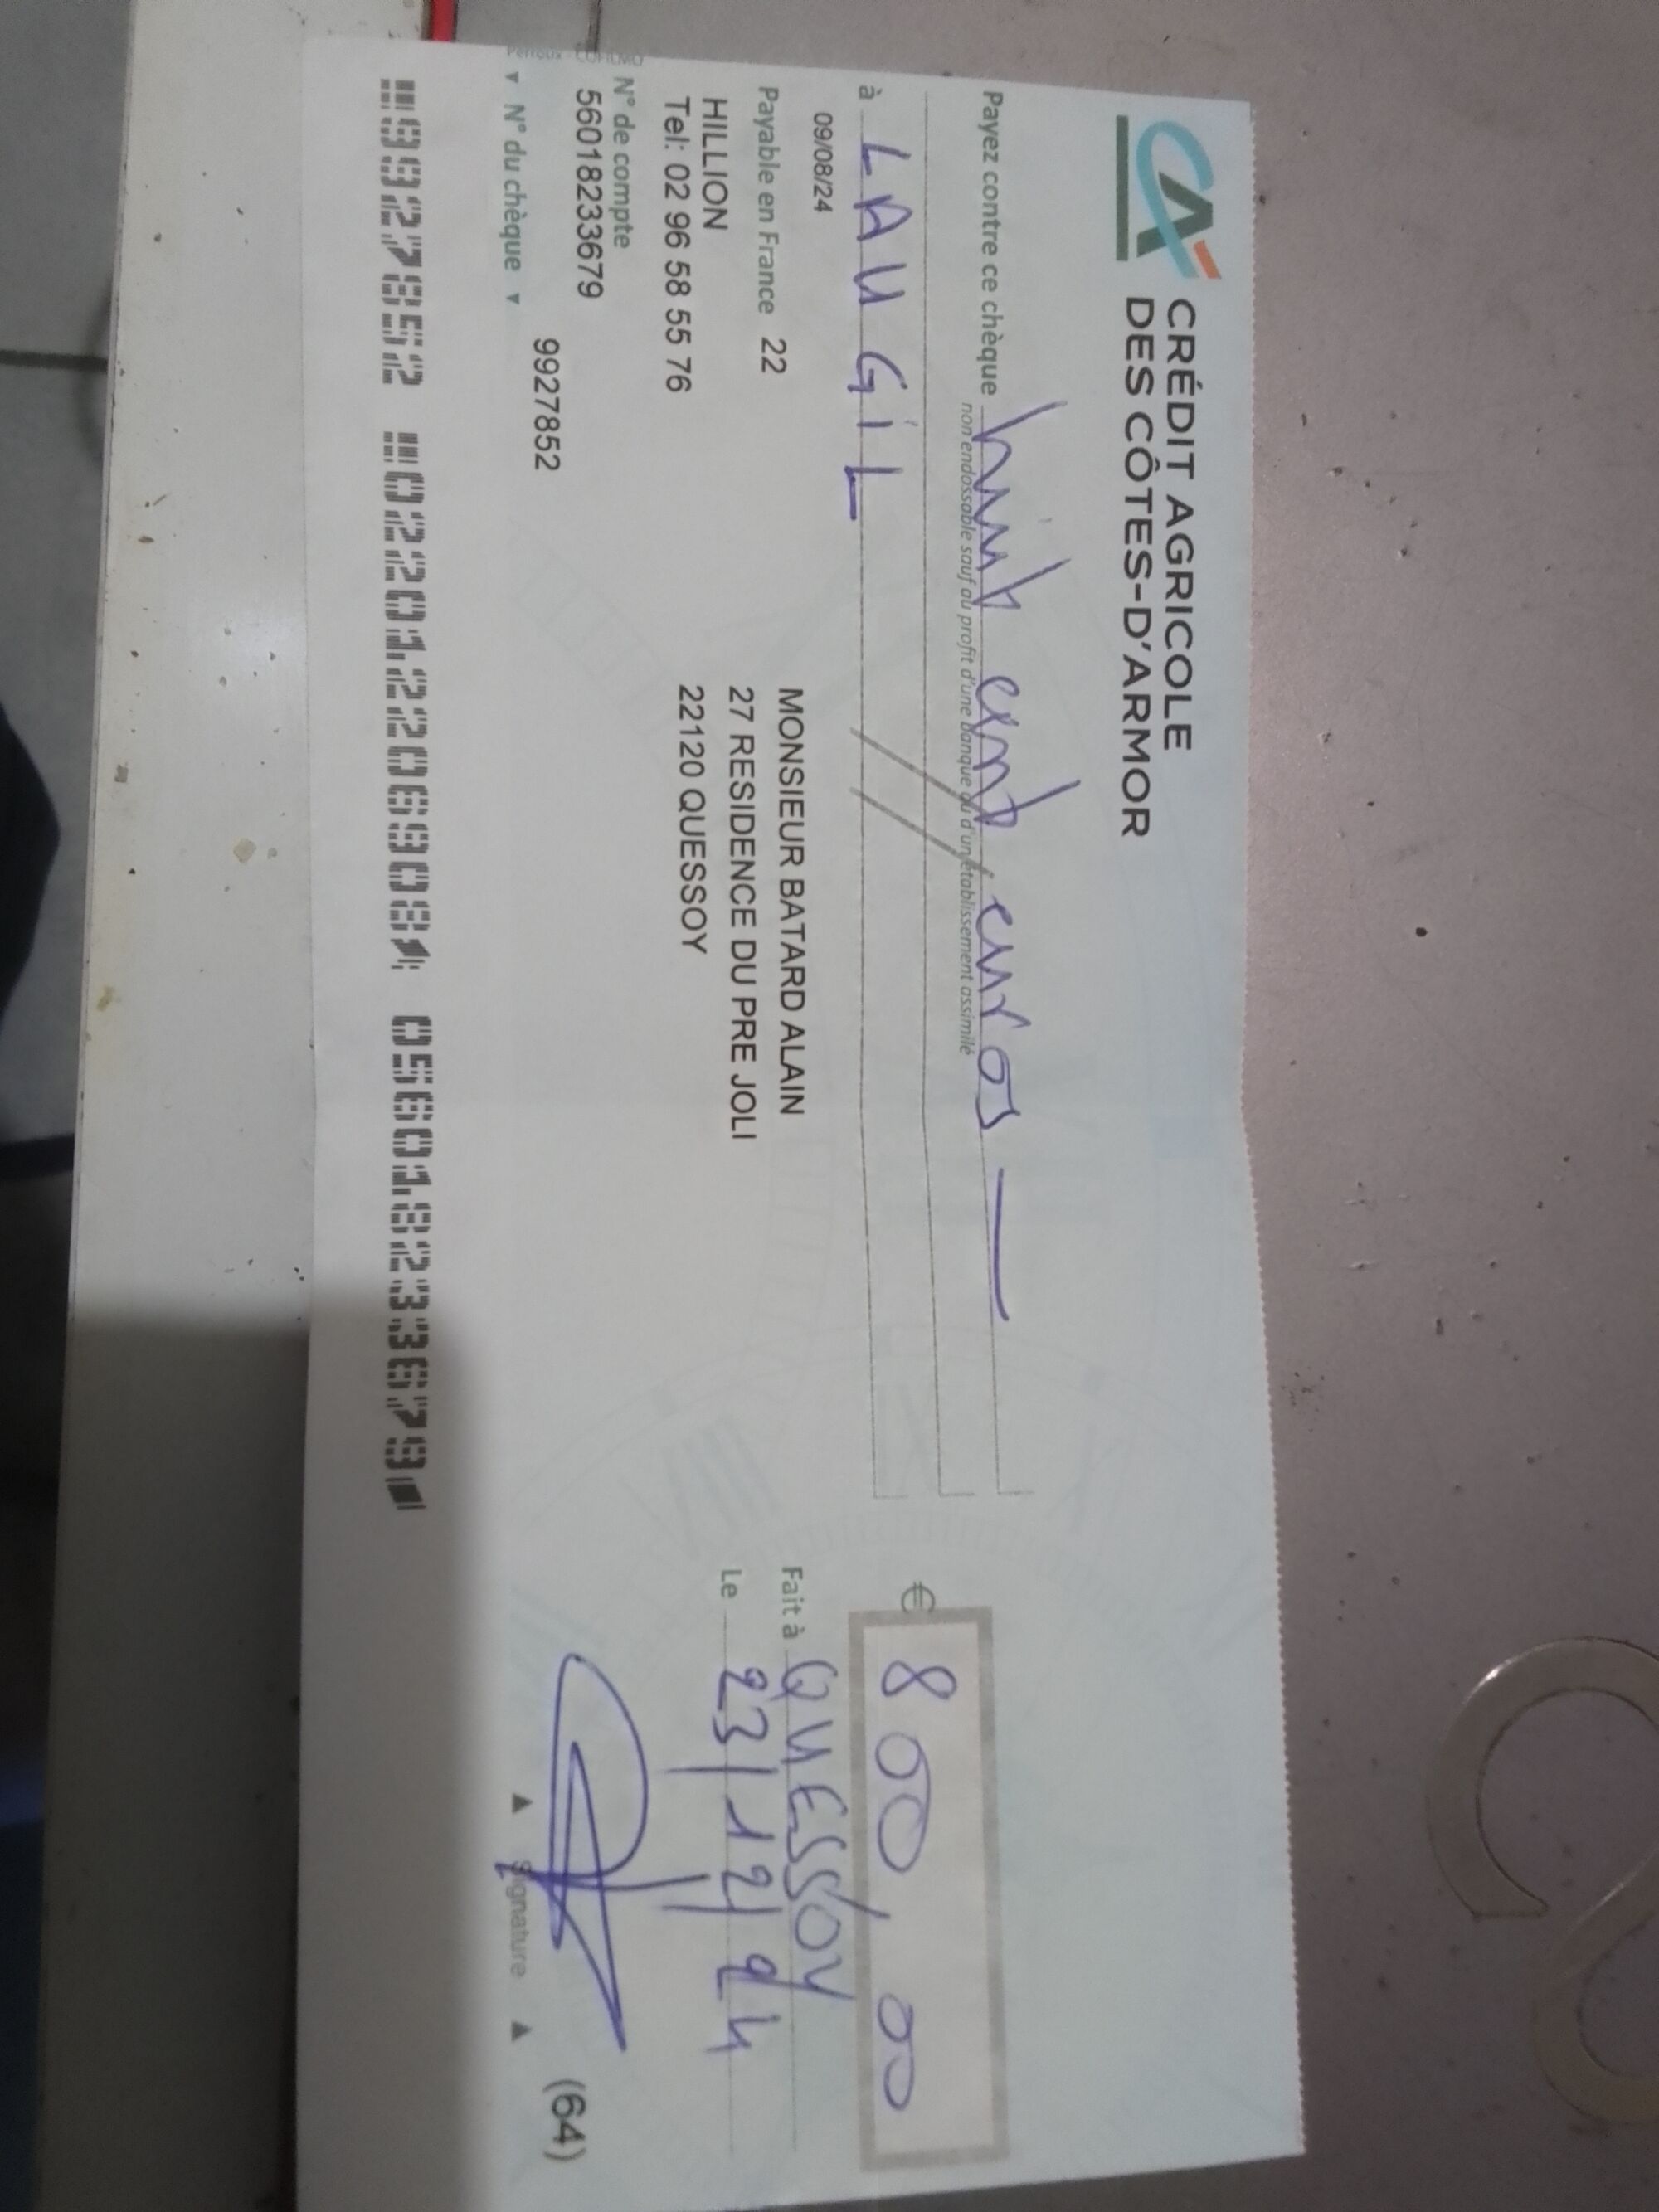 CRÉDIT AGRICOLE
DES CÔTES-D'ARMOR
Payez contre ce chèque huit cent euros
non endossable sauf au profit d'une banque ou d'un établissement assimilé
€ 800,00
à LAU GIL
09/08/24
Payable en France 22
MONSIEUR BATARD ALAIN
Fait à QUESSOY
HILLION
27 RESIDENCE DU PRE JOLI
Le 23/12/24
Tel: 02 96 58 55 76
22120 QUESSOY
N° de compte
56018233679
9927852
(64)
▼ N° du chèque ▼
▲ Signature ▲
9927852 022012206908 056018233679